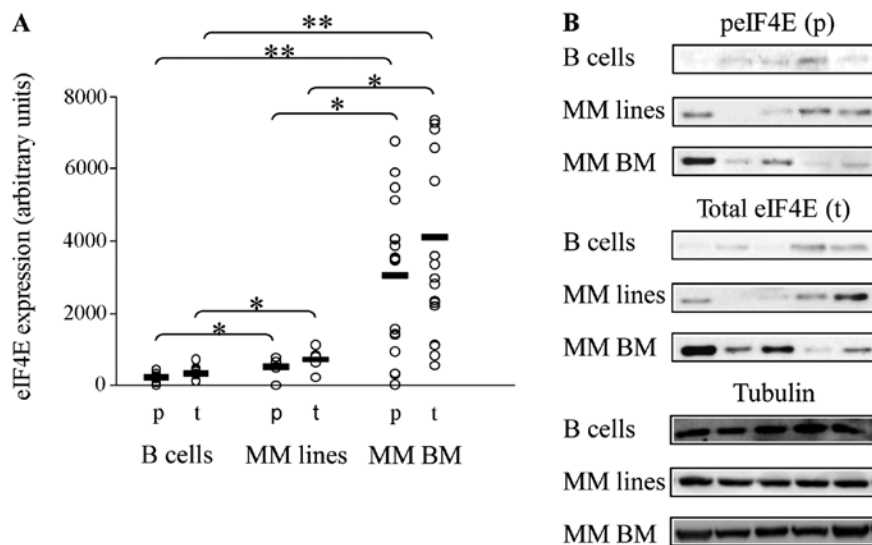 A
**
**
*
*
eIF4E expression (arbitrary units)
8000
6000
4000
2000
0
*
*
p t p t p t
B cells MM lines MM BM
B
peIF4E (p)
B cells
MM lines
MM BM
Total eIF4E (t)
B cells
MM lines
MM BM
Tubulin
B cells
MM lines
MM BM